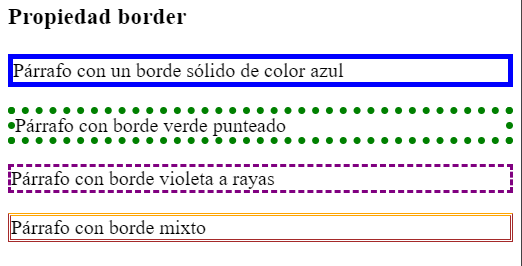 Propiedad border
Párrafo con un borde sólido de color azul
Párrafo con borde verde punteado
Párrafo con borde violeta a rayas
Párrafo con borde mixto